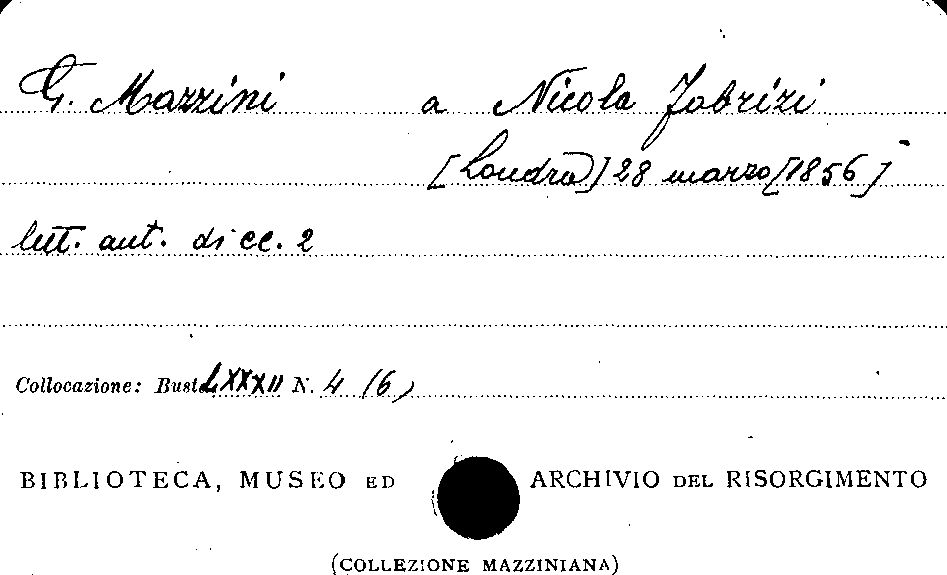 G. Mazzini a Nicola Fabrizi
[Londra] 28 marzo [1856]
lett. aut. di cc. 2
Collocazione: Busta LXXXII N. 4 (6)
BIBLIOTECA, MUSEO ED ARCHIVIO DEL RISORGIMENTO
(COLLEZIONE MAZZINIANA)